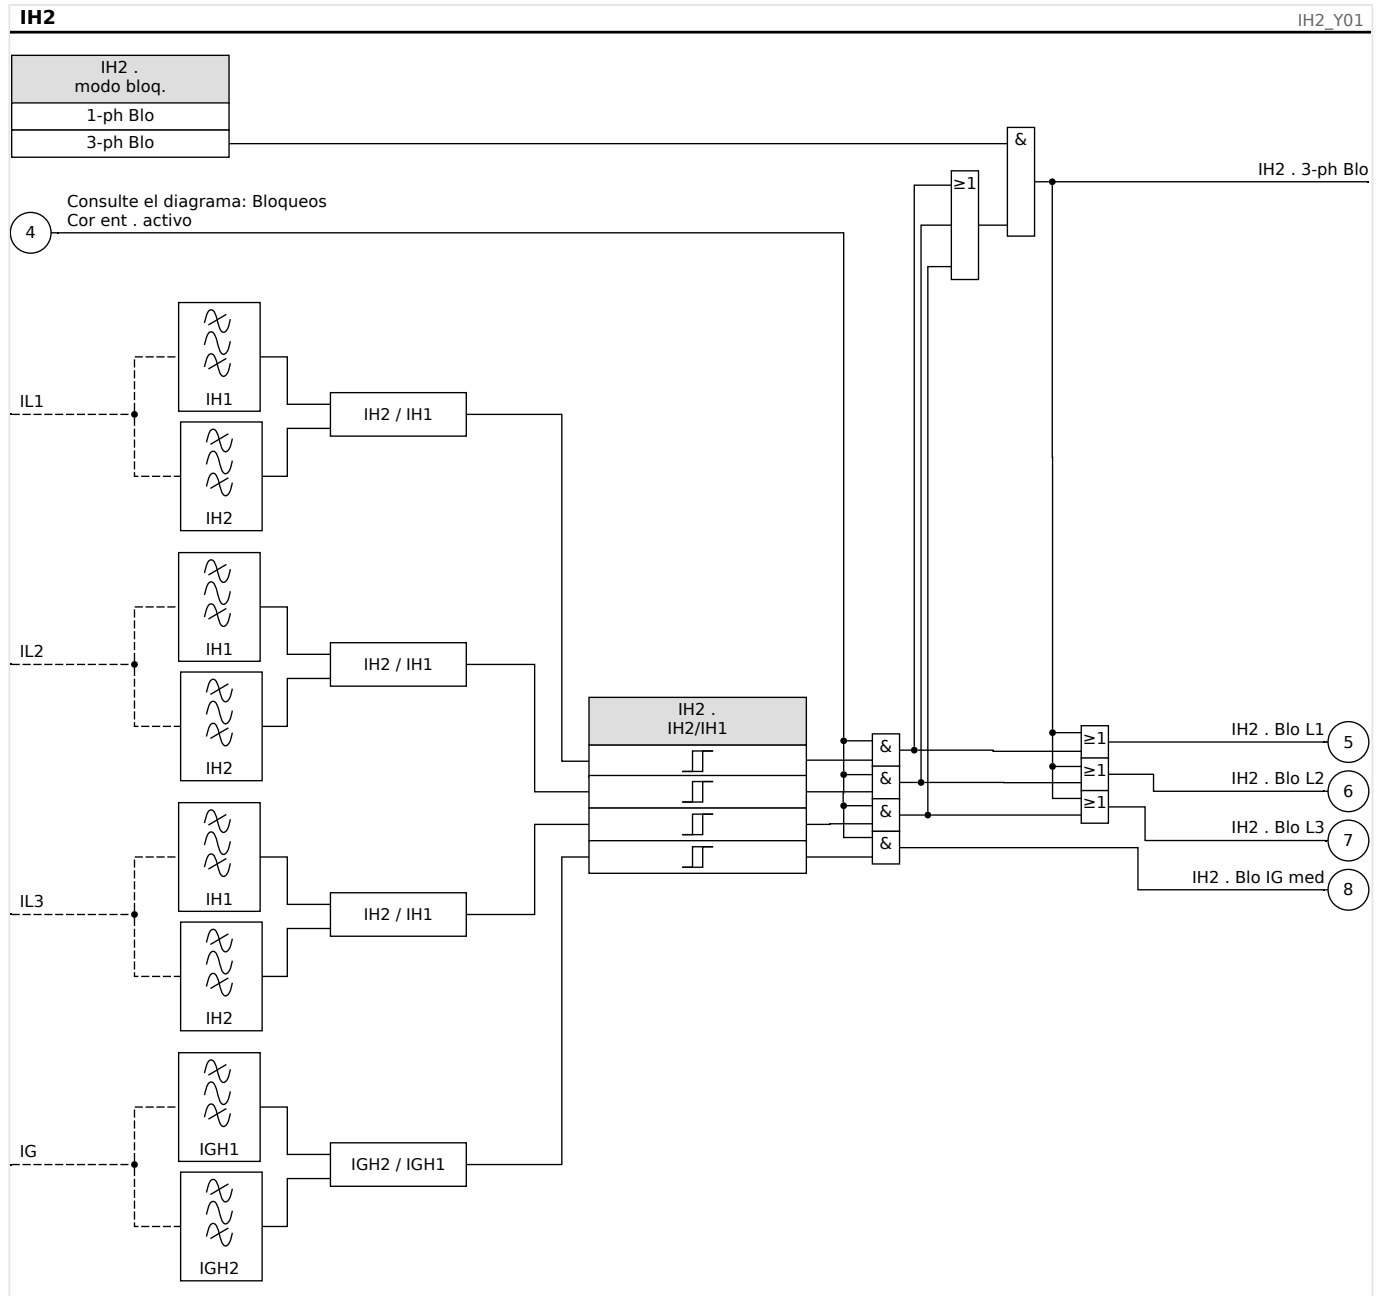 IH2
IH2_Y01
IH2 .
modo bloq.
1-ph Blo
3-ph Blo
&
IH2 . 3-ph Blo
≥1
Consulte el diagrama: Bloqueos
Cor ent . activo
4
IH1
IL1
IH2 / IH1
IH2
IH1
IL2
IH2 / IH1
IH2
IH2 .
IH2/IH1
&
&
&
&
≥1
≥1
≥1
IH2 . Blo L1
5
IH2 . Blo L2
6
IH2 . Blo L3
7
IH2 . Blo IG med
8
IH1
IL3
IH2 / IH1
IH2
IGH1
IG
IGH2 / IGH1
IGH2